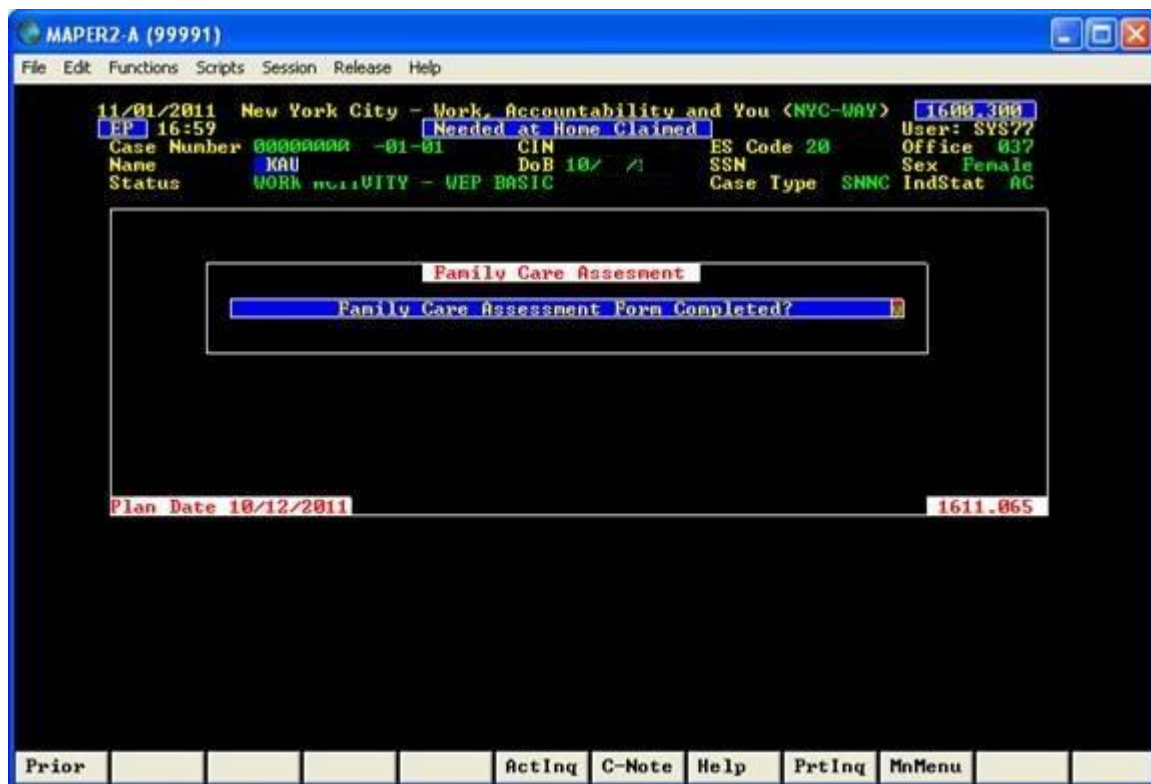 MAPER2-A (99991)
File Edit Functions Scripts Session Release Help
11/01/2011 New York City - Work, Accountability and You (NYC-WAY) 1600.300
EP 16:59 Needed at Home Claimed User: SYS77
Case Number 00000000 -01-01 CIN ES Code 20 Office 037
Name KAU DoB 10/ / SSN Sex Female
Status WORK - WEP BASIC Case Type SNNC IndStat AC
Family Care Assesment
Family Care Assessment Form Completed?
Plan Date 10/12/2011 1611.065
Prior ActInq C-Note Help PrtInq MnMenu